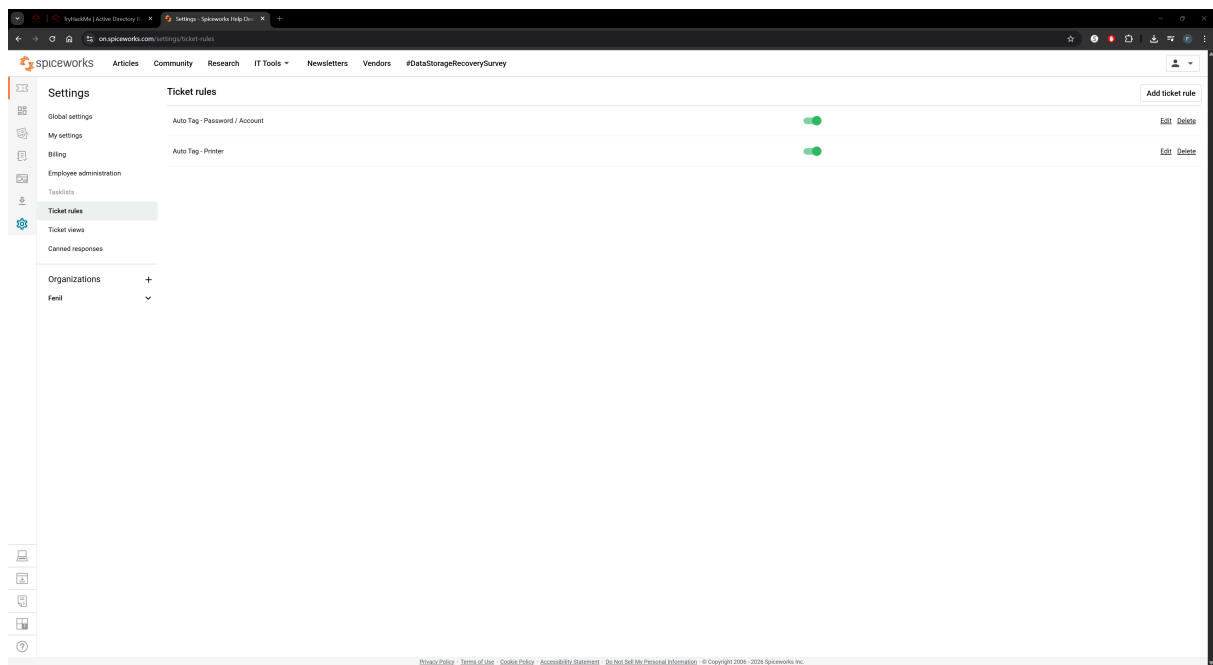 TryHackMe | Active Directory B
Settings - Spiceworks Help Des
on.spiceworks.com/settings/ticket-rules
spiceworks Articles Community Research IT Tools Newsletters Vendors #DataStorageRecoverySurvey
Settings
Global settings
My settings
Billing
Employee administration
Tasklists
Ticket rules
Ticket views
Canned responses
Organizations +
Fenil
Ticket rules
Add ticket rule
Auto Tag - Password / Account
Edit Delete
Auto Tag - Printer
Edit Delete
Privacy Policy · Terms of Use · Cookie Policy · Accessibility Statement · Do Not Sell My Personal Information · © Copyright 2006 - 2026 Spiceworks Inc.